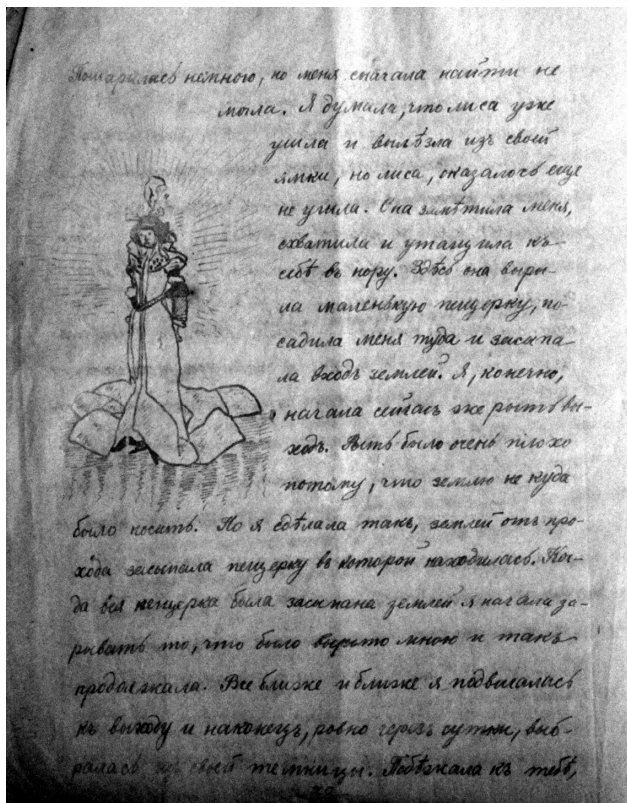 немного, но меня сначала найти не
могла. Я думала, что лиса уже
ушла и вылѣзла изъ своей
ямки, но лиса, оказалось еще
не ушла. Она замѣтила меня,
схватила и утащила къ
себѣ въ нору. Здѣсь она выры-
ла маленькую пещерку, по-
садила меня туда и засыпа-
ла входъ землей. Я, конечно,
начала сейчасъ же рыть вы-
ходъ. Рыть было очень плохо
потому, что землю не куда
было носить. Но я сдѣлала такъ, землей отъ про-
хода засыпала пещерку въ которой находилась. Ког-
да вся пещерка была засыпана землей я начала за-
рывать то, что было вырыто мною и такъ
продолжала. Все ближе и ближе я подвигалась
къ выходу и наконецъ, ровно черезъ сутки, выб-
ралась изъ своей темницы. Побѣжала къ тебѣ,